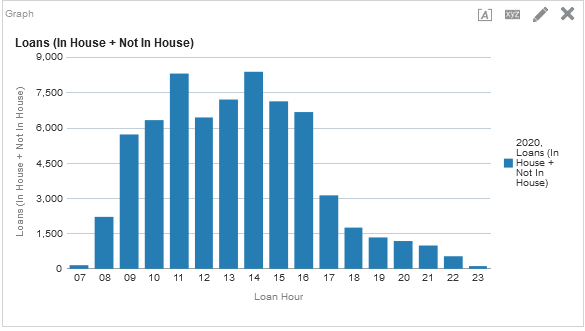 Graph
A
xyz
Loans (In House + Not In House)
9,000
7,500
6,000
4,500
3,000
1,500
0
Loans (In House + Not In House)
07 08 09 10 11 12 13 14 15 16 17 18 19 20 21 22 23
Loan Hour
2020,
Loans (In
House +
Not In
House)